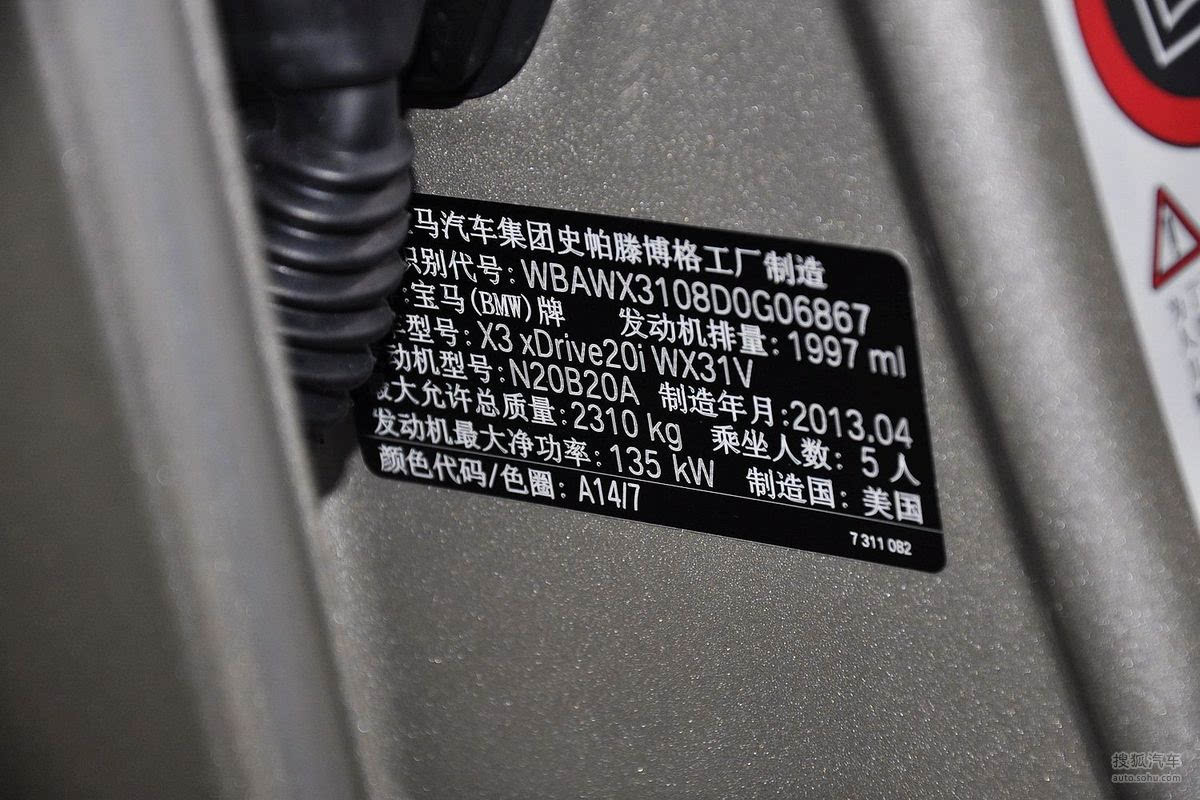 马汽车集团史帕滕博格工厂制造
识别代号: WBAWX3108D0G06867
宝马(BMW)牌 发动机排量: 1997 ml
型号: X3 xDrive20i WX31V
动机型号: N20B20A 制造年月: 2013.04
最大允许总质量: 2310 kg 乘坐人数: 5人
发动机最大净功率: 135 kW 制造国: 美国
颜色代码/色圈: A14/7
7 311 082
搜狐汽车
auto.sohu.com